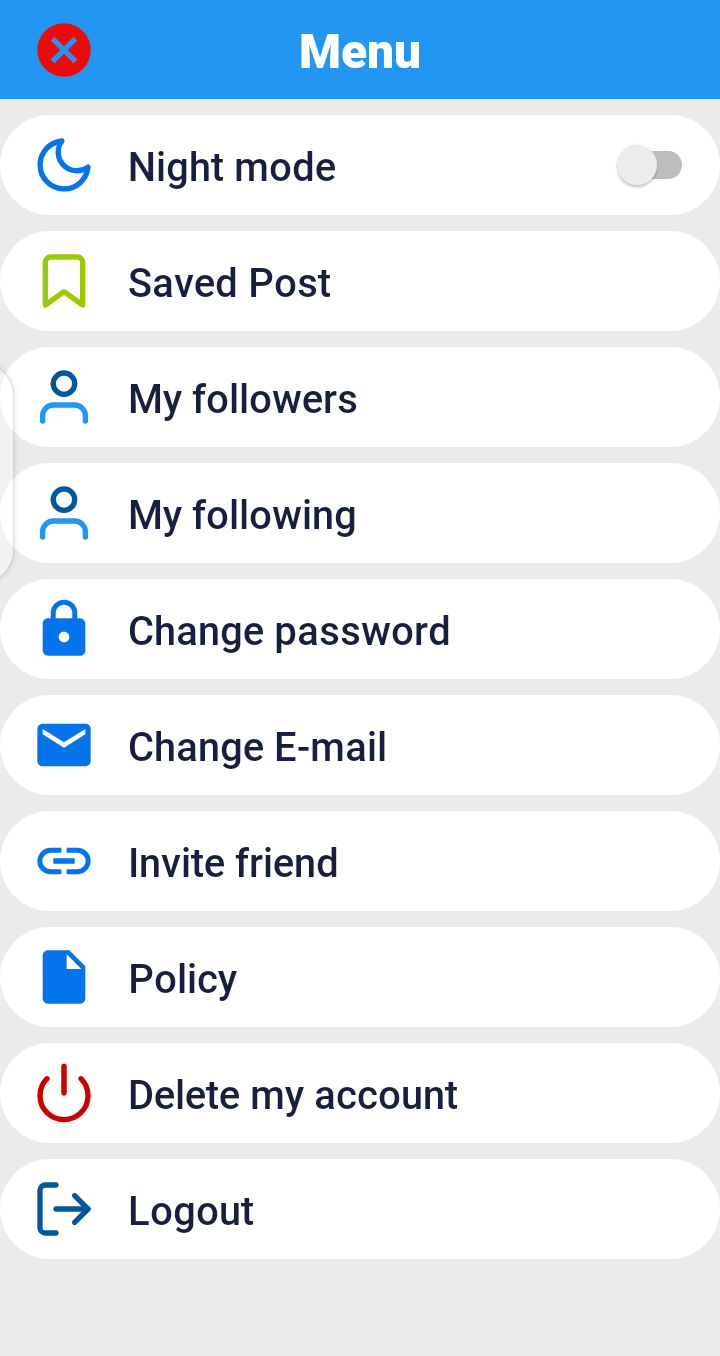 Menu
Night mode
Saved Post
My followers
My following
Change password
Change E-mail
Invite friend
Policy
Delete my account
Logout